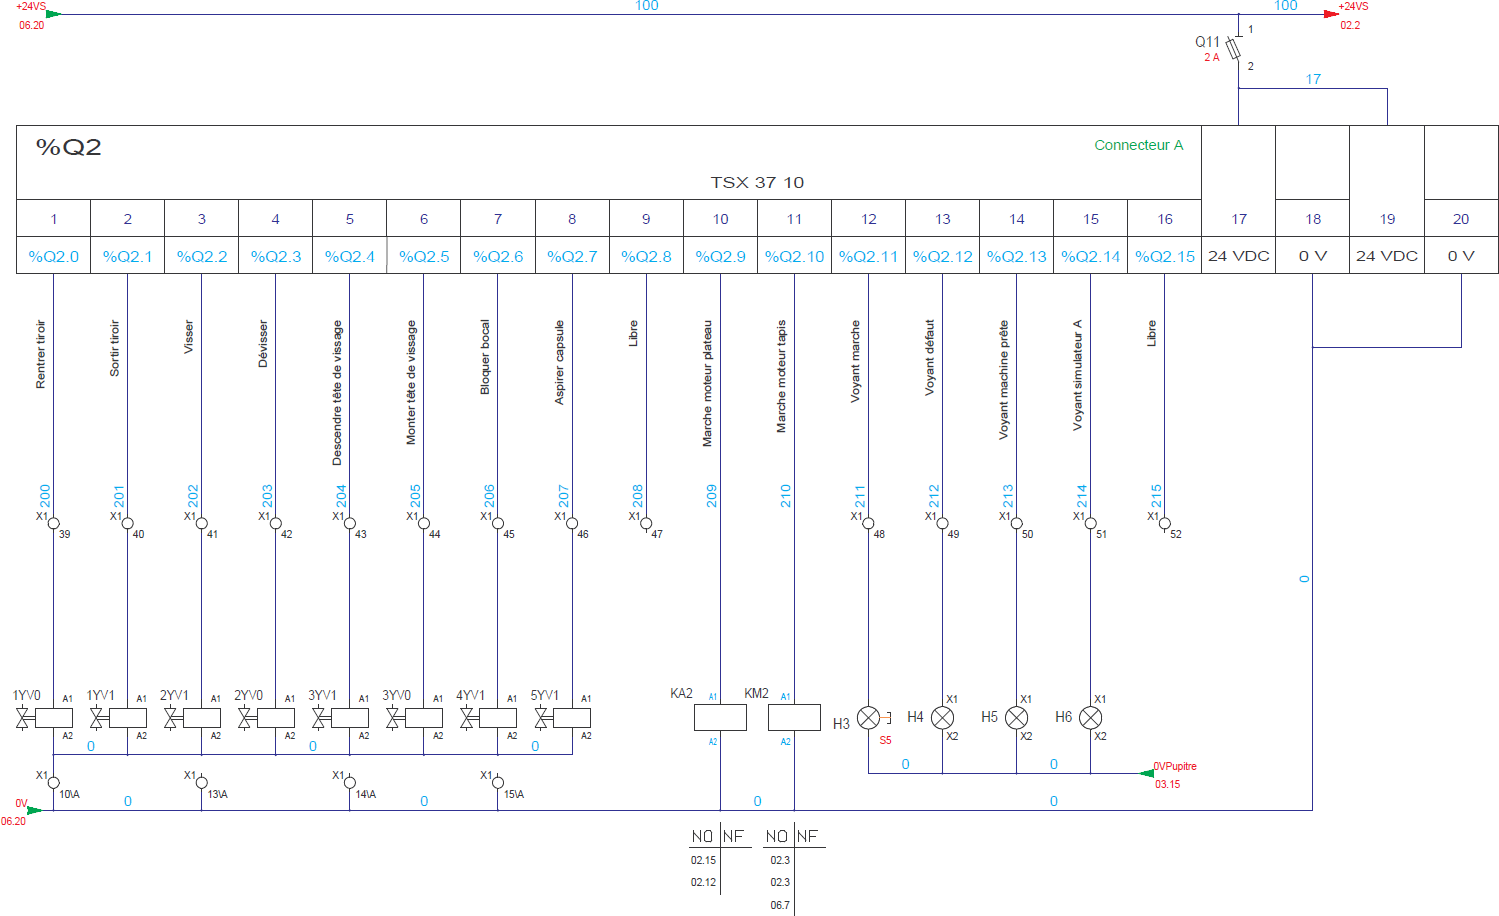 +24VS
100
100
+24VS
06.20
02.2
1
Q11
2 A
2
17
%Q2
Connecteur A
TSX 37 10
1 2 3 4 5 6 7 8 9 10 11 12 13 14 15 16 17 18 19 20
%Q2.0 %Q2.1 %Q2.2 %Q2.3 %Q2.4 %Q2.5 %Q2.6 %Q2.7 %Q2.8 %Q2.9 %Q2.10 %Q2.11 %Q2.12 %Q2.13 %Q2.14 %Q2.15 24 VDC 0 V 24 VDC 0 V
Rentrer tiroir
Sortir tiroir
Visser
Dévisser
Descendre tête de vissage
Monter tête de vissage
Bloquer bocal
Aspirer capsule
Libre
Marche moteur plateau
Marche moteur tapis
Voyant marche
Voyant défaut
Voyant machine prête
Voyant simulateur A
Libre
200 201 202 203 204 205 206 207 208 209 210 211 212 213 214 215
X1 X1 X1 X1 X1 X1 X1 X1 X1 X1 X1 X1 X1 X1
39 40 41 42 43 44 45 46 47 48 49 50 51 52
0
1YV0 A1 1YV1 A1 2YV1 A1 2YV0 A1 3YV1 A1 3YV0 A1 4YV1 A1 5YV1 A1 KA2 A1 KM2 A1 X1 X1 X1
H3 H4 H5 H6
A2 A2 A2 A2 A2 A2 A2 A2 A2 A2 S5 X2 X2 X2
0 0 0 0 0
0VPupitre
03.15
X1 X1 X1 X1
10\A 13\A 14\A 15\A
0V
0 0 0 0
06.20
NO NF NO NF
02.15 02.3
02.12 02.3
06.7